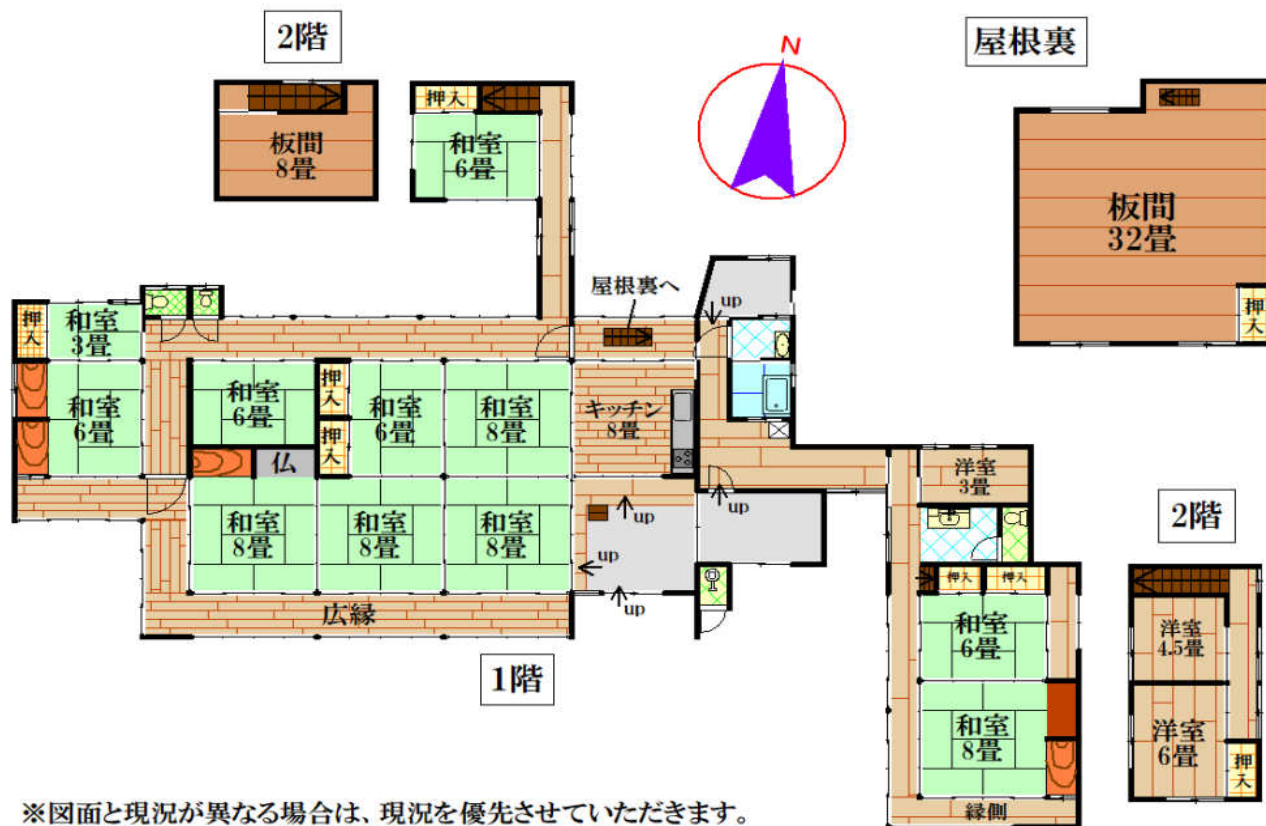 2階
屋根裏
N
板間
8畳
押入
和室
6畳
板間
32畳
押入
屋根裏へ
up
押入
和室
3畳
和室
6畳
和室
6畳
押入
押入
和室
6畳
和室
8畳
キッチン
8畳
仏
和室
8畳
和室
8畳
和室
8畳
up
up
up
up
広縁
1階
洋室
3畳
押入
押入
和室
6畳
和室
8畳
縁側
2階
洋室
4.5畳
洋室
6畳
押入
※図面と現況が異なる場合は、現況を優先させていただきます。